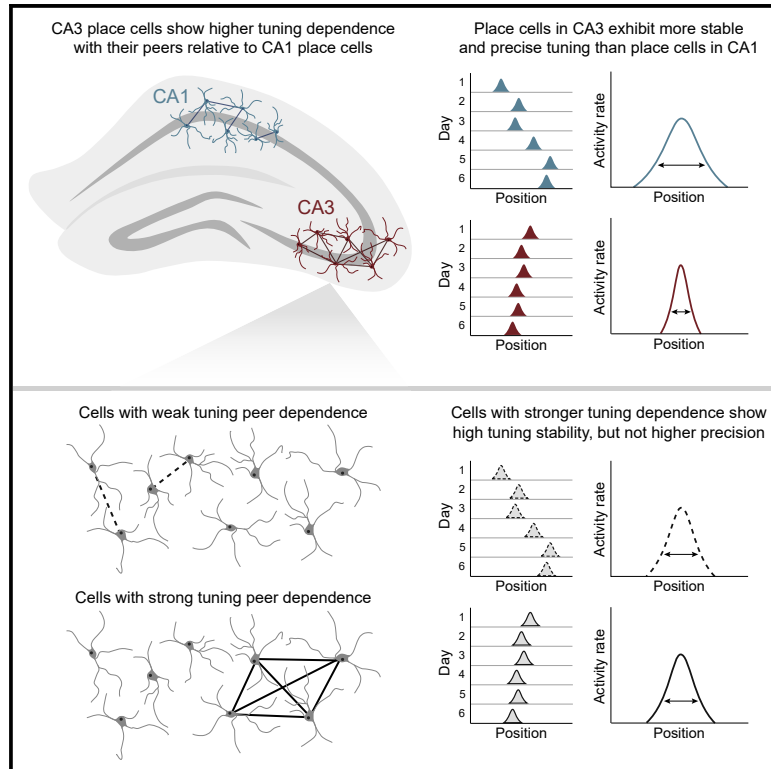 CA3 place cells show higher tuning dependence
with their peers relative to CA1 place cells
CA1
CA3
Place cells in CA3 exhibit more stable
and precise tuning than place cells in CA1
Day
1
2
3
4
5
6
Position
Activity rate
Position
Day
1
2
3
4
5
6
Position
Activity rate
Position
Cells with weak tuning peer dependence
Cells with strong tuning peer dependence
Cells with stronger tuning dependence show
high tuning stability, but not higher precision
Day
1
2
3
4
5
6
Position
Activity rate
Position
Day
1
2
3
4
5
6
Position
Activity rate
Position